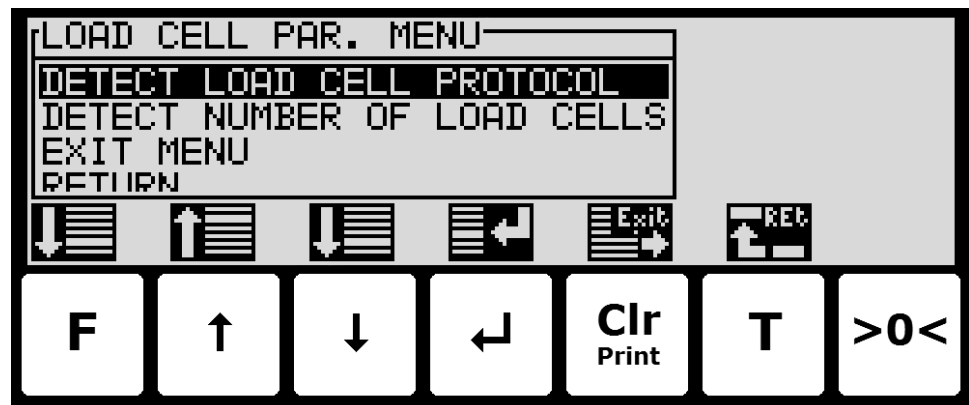 LOAD CELL PAR. MENU
DETECT LOAD CELL PROTOCOL
DETECT NUMBER OF LOAD CELLS
EXIT MENU
RETURN
Exit REt
F ↑ ↓ ↵ Clr T >0<
Print